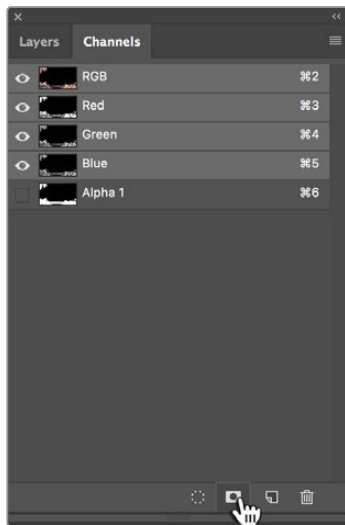 Layers Channels
RGB ⌘2
Red ⌘3
Green ⌘4
Blue ⌘5
Alpha 1 ⌘6